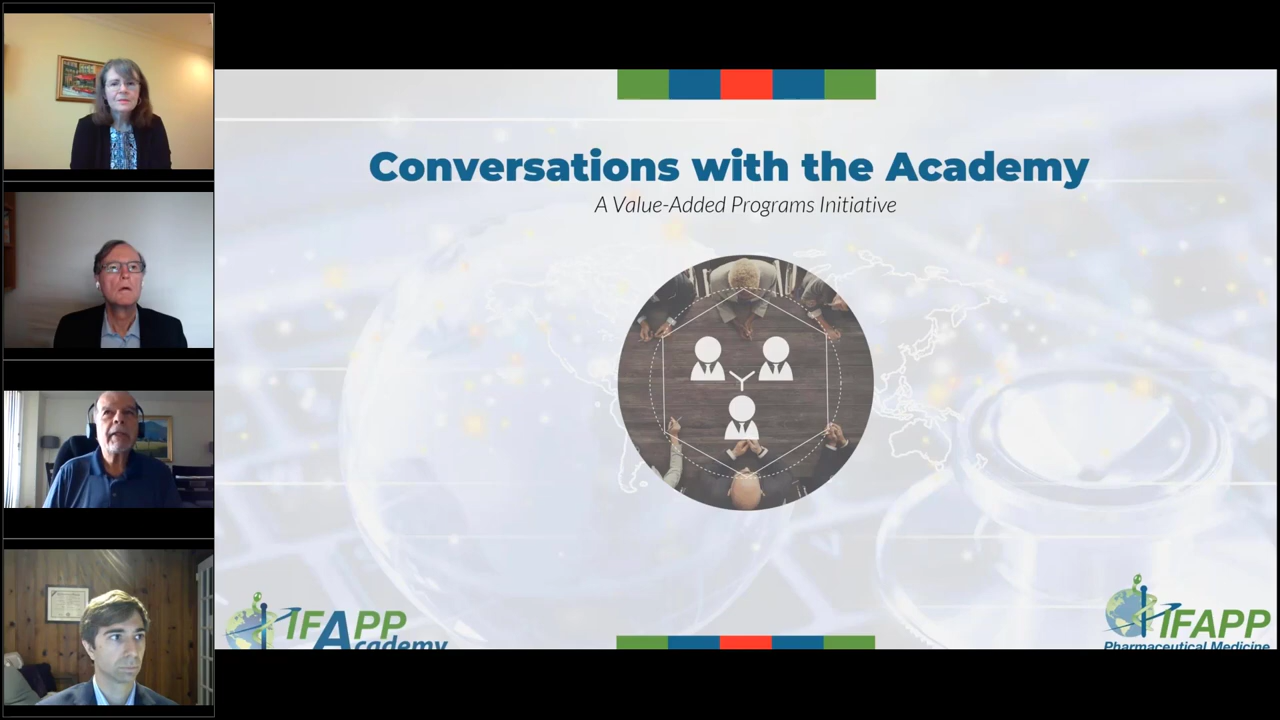 Conversations with the Academy
A Value-Added Programs Initiative
IFAPP
Academy
IFAPP
Pharmaceutical Medicine